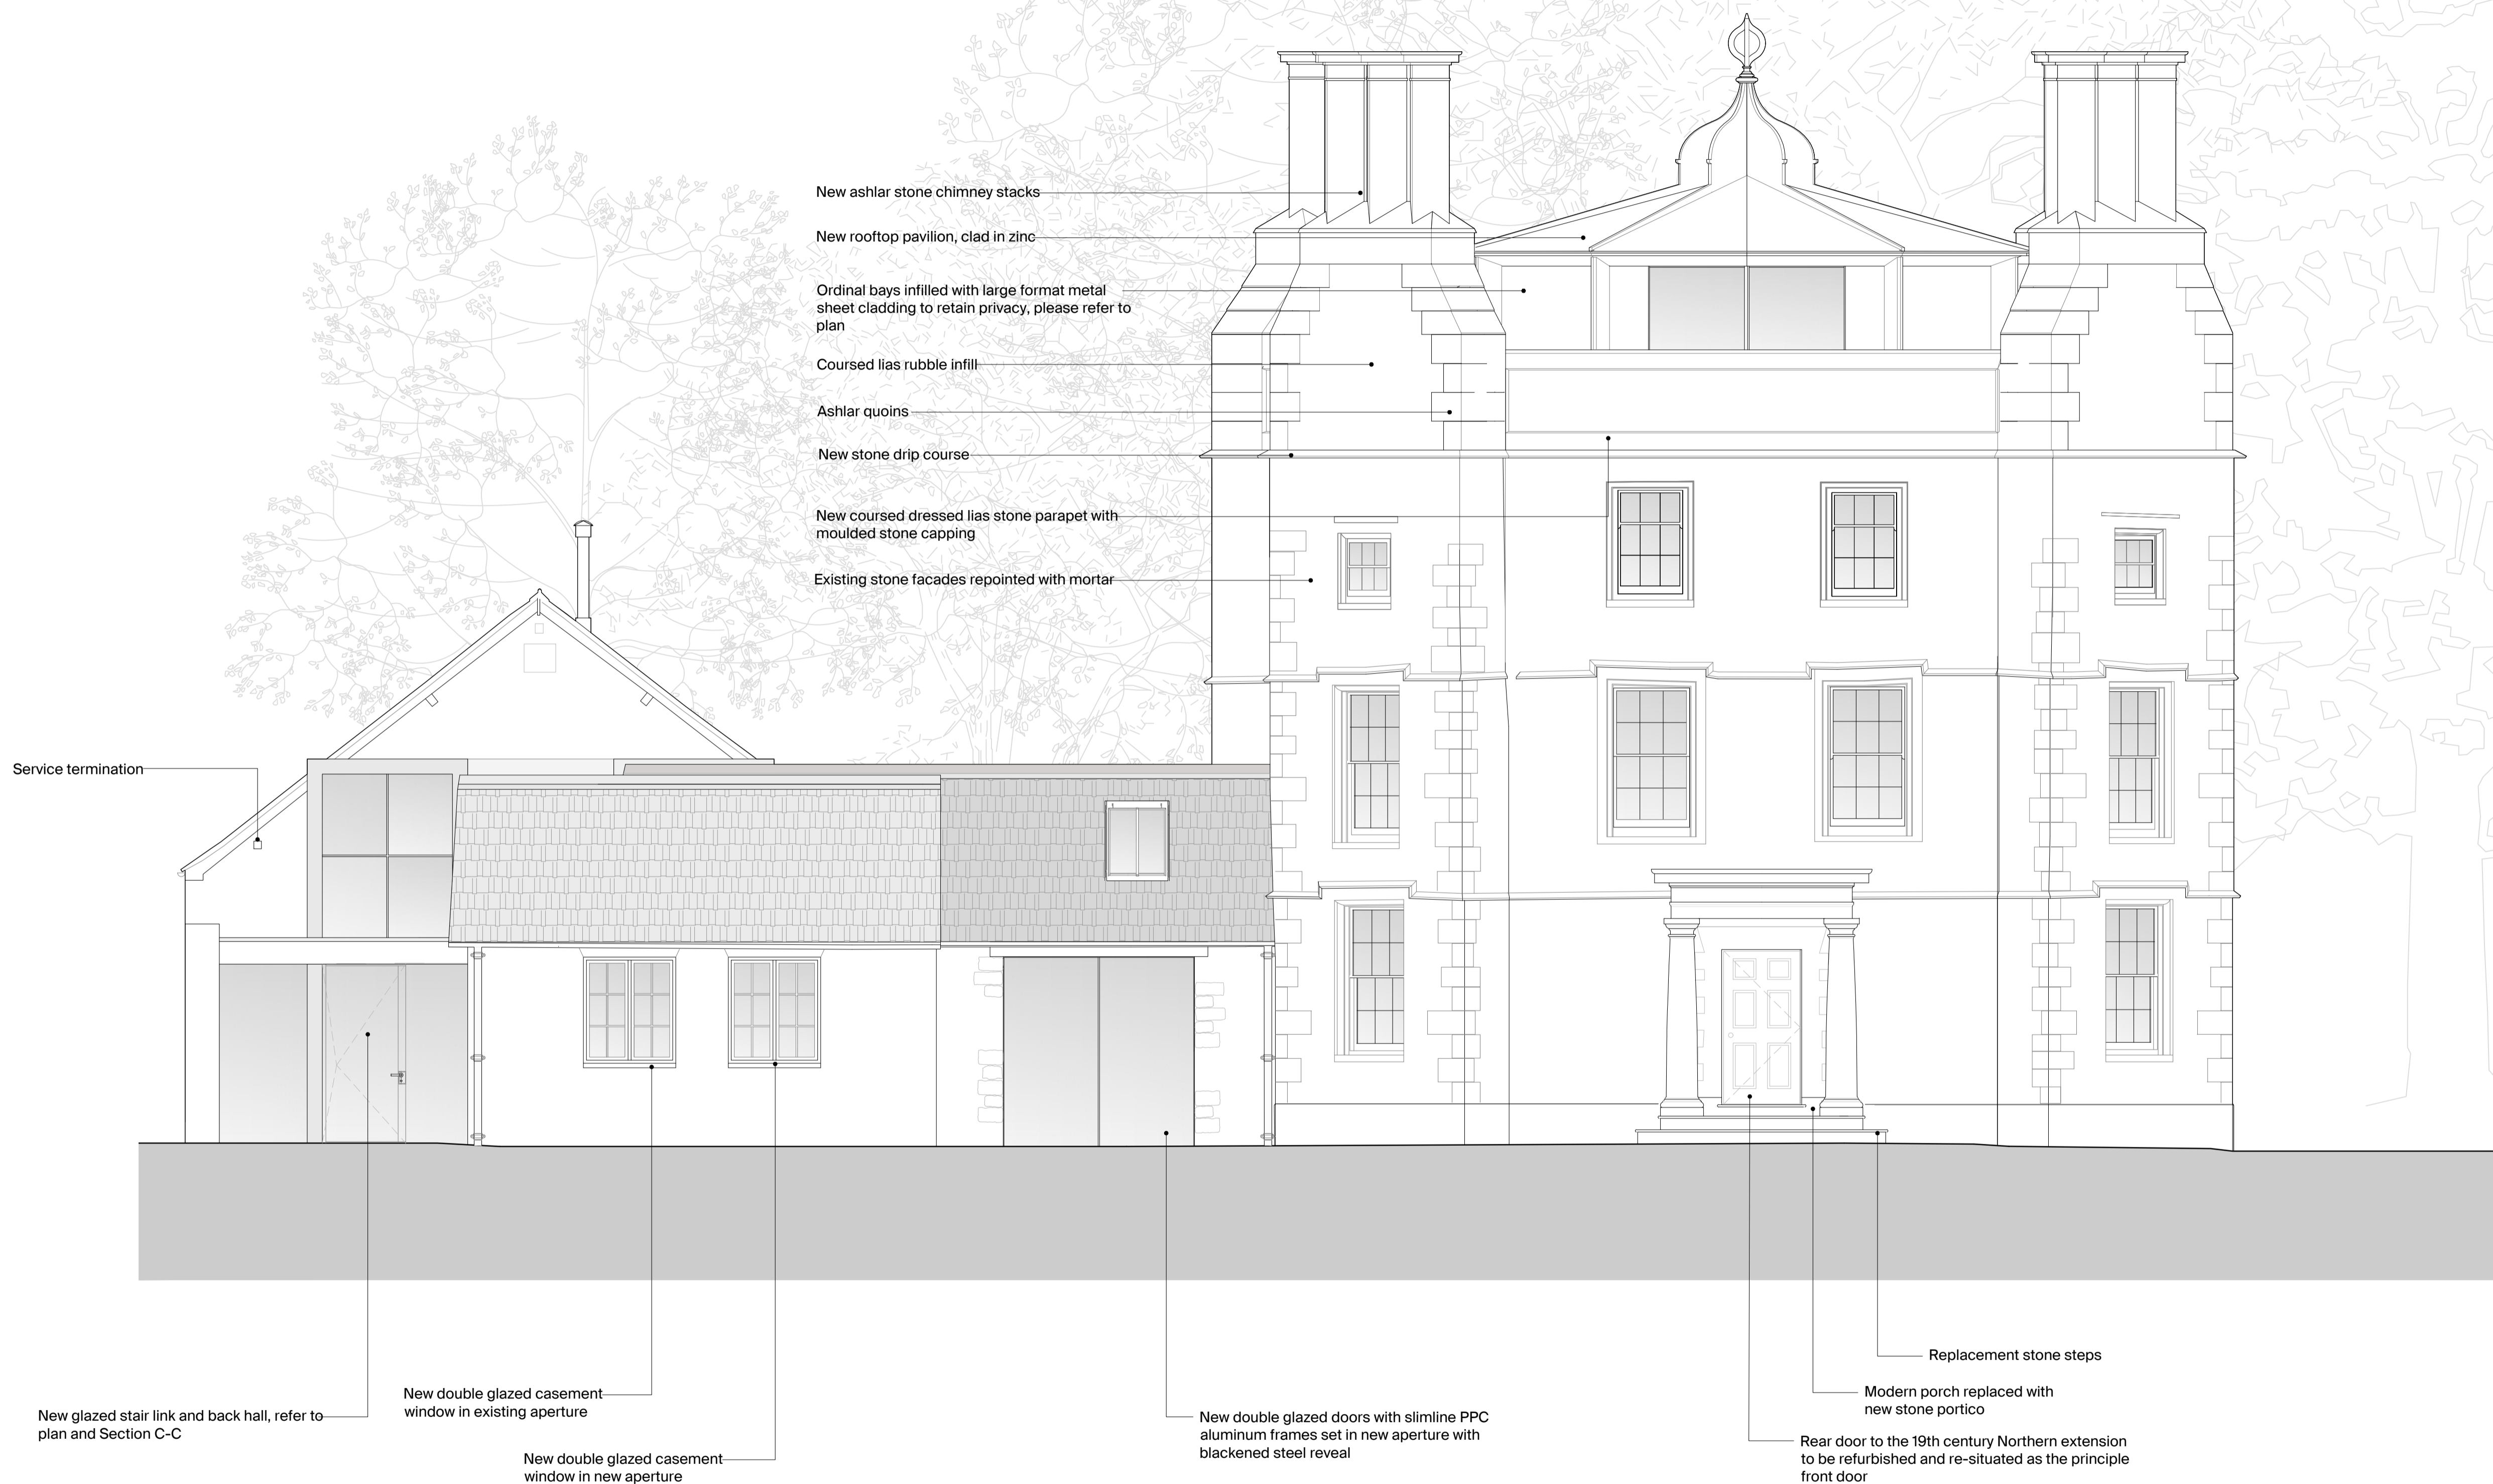 New ashlar stone chimney stacks
New rooftop pavilion, clad in zinc
Ordinal bays infilled with large format metal
sheet cladding to retain privacy, please refer to
plan
Coursed lias rubble infill
Ashlar quoins
New stone drip course
New coursed dressed lias stone parapet with
moulded stone capping
Existing stone facades repointed with mortar
Service termination
New glazed stair link and back hall, refer to
plan and Section C-C
New double glazed casement
window in existing aperture
New double glazed casement
window in new aperture
New double glazed doors with slimline PPC
aluminum frames set in new aperture with
blackened steel reveal
Replacement stone steps
Modern porch replaced with
new stone portico
Rear door to the 19th century Northern extension
to be refurbished and re-situated as the principle
front door